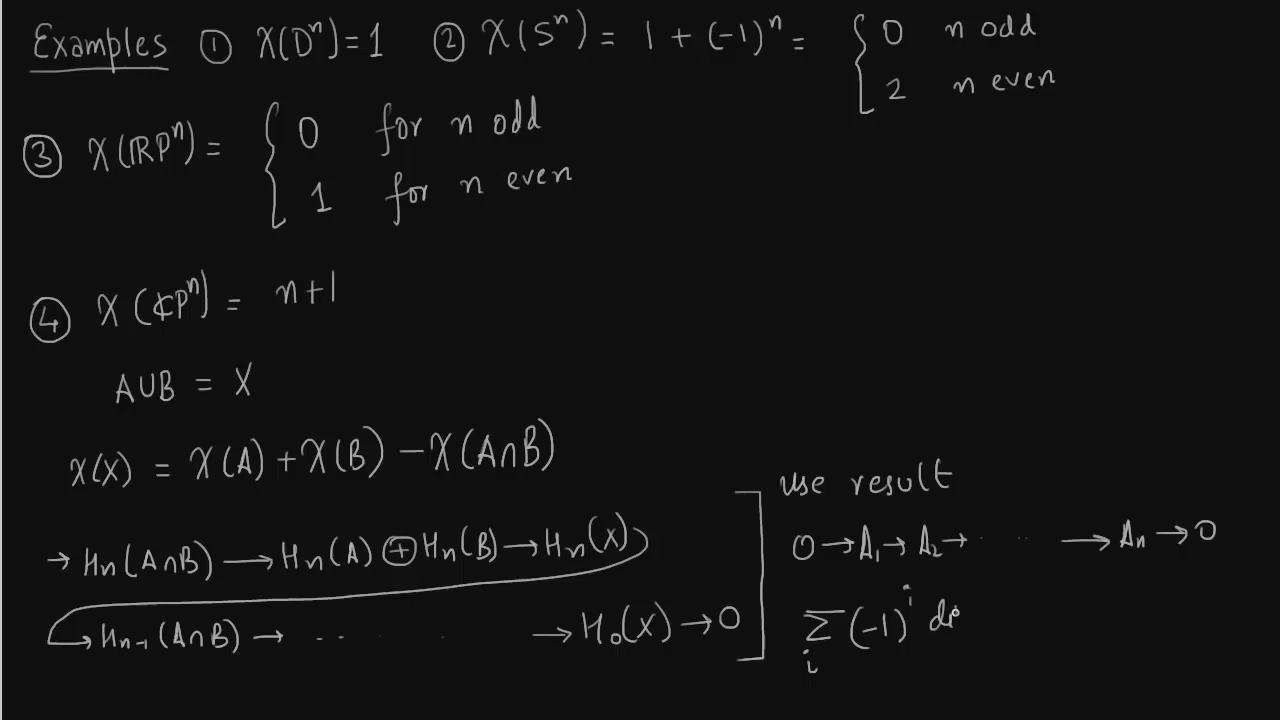 Examples ① χ(Dⁿ)=1 ② χ(Sⁿ) = 1 + (-1)ⁿ = { 0 n odd
2 n even
③ χ(ℝPⁿ) = { 0 for n odd
1 for n even
④ χ(ℂPⁿ) = n+1
A∪B = X
χ(X) = χ(A) + χ(B) - χ(A∩B)
→ Hn(A∩B) → Hn(A) ⊕ Hn(B) → Hn(X)
→ Hn-1(A∩B) → ... . → H₀(X) → 0
use result
0 → A₁ → A₂ → ... → An → 0
Σᵢ (-1)ⁱ di